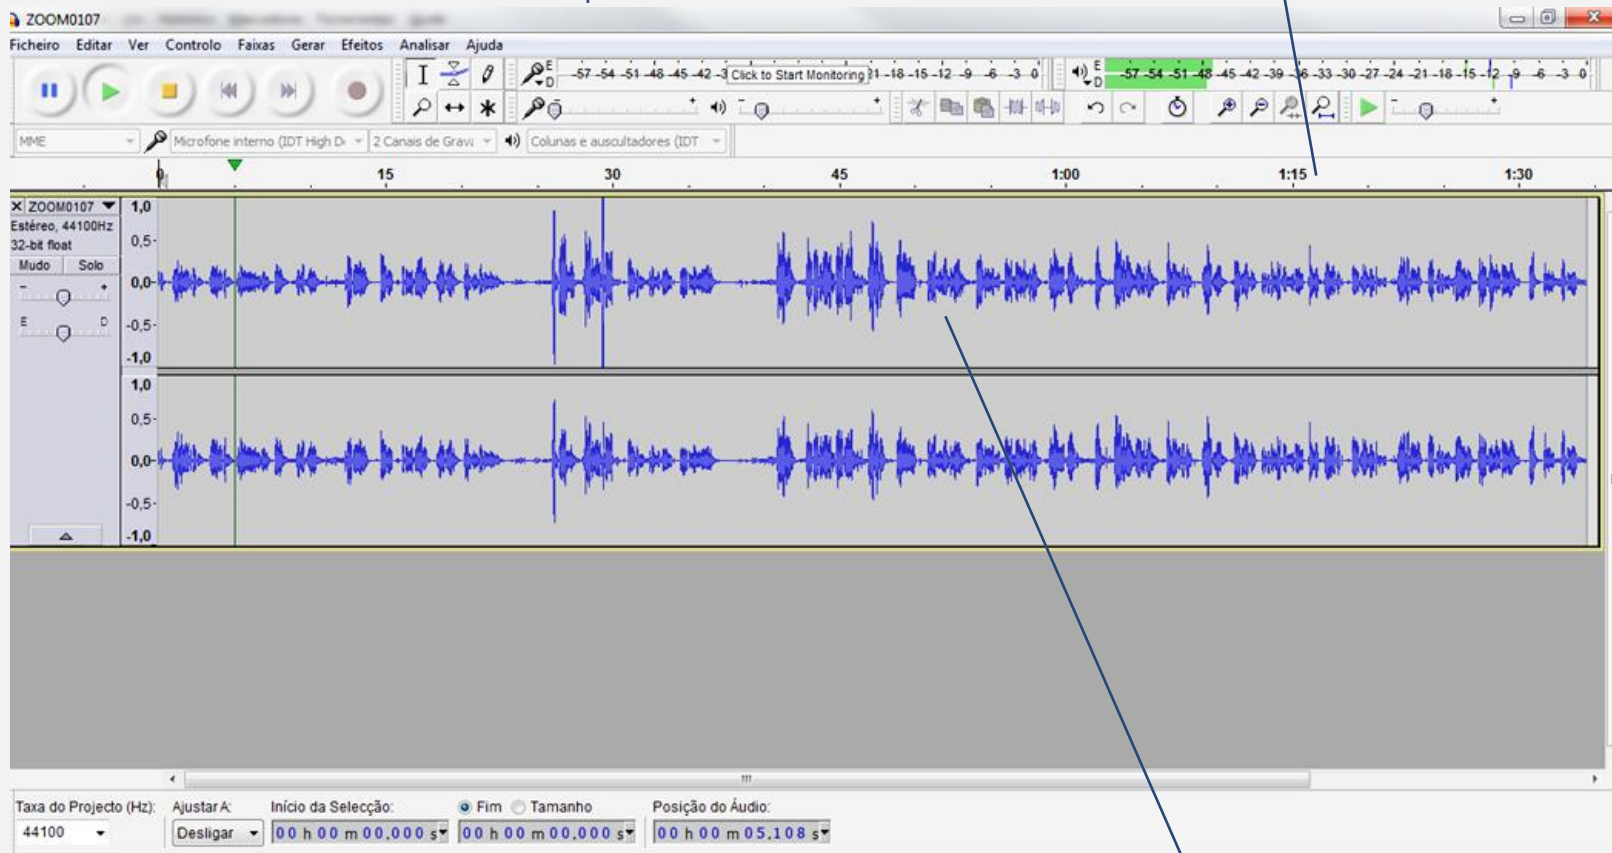 ZOOM0107
Ficheiro Editar Ver Controlo Faixas Gerar Efeitos Analisar Ajuda
E D -57 -54 -51 -48 -45 -42 -3 Click to Start Monitoring 1 -18 -15 -12 -9 -6 -3 0 E D -57 -54 -51 -48 -45 -42 -39 -36 -33 -30 -27 -24 -21 -18 -15 -12 -9 -6 -3 0
MME Microfone interno (IDT High D 2 Canais de Grava Colunas e auscultadores (IDT
0 15 30 45 1:00 1:15 1:30
X ZOOM0107
Estéreo, 44100Hz
32-bit float
Mudo Solo
- +
E D
1,0
0,5-
0,0-
-0,5-
-1,0
1,0
0,5-
0,0-
-0,5-
-1,0
Taxa do Projecto (Hz): Ajustar A: Início da Selecção: Fim Tamanho Posição do Áudio:
44100 Desligar 00 h 00 m 00.000 s 00 h 00 m 00.000 s 00 h 00 m 05.108 s